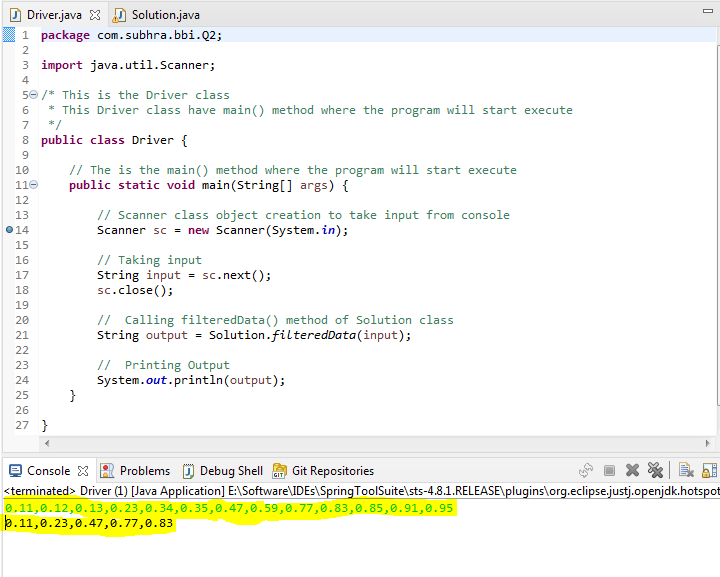 Driver.java Solution.java
1 package com.subhra.bbi.Q2;
2
3 import java.util.Scanner;
4
5 /* This is the Driver class
6 * This Driver class have main() method where the program will start execute
7 */
8 public class Driver {
9
10 // The is the main() method where the program will start execute
11 public static void main(String[] args) {
12
13 // Scanner class object creation to take input from console
14 Scanner sc = new Scanner(System.in);
15
16 // Taking input
17 String input = sc.next();
18 sc.close();
19
20 //  Calling filteredData() method of Solution class
21 String output = Solution.filteredData(input);
22
23 //  Printing Output
24 System.out.println(output);
25 }
26
27 }
Console Problems Debug Shell Git Repositories
<terminated> Driver (1) [Java Application] E:\Software\IDEs\SpringToolSuite\sts-4.8.1.RELEASE\plugins\org.eclipse.justj.openjdk.hotspot
0.11,0.12,0.13,0.23,0.34,0.35,0.47,0.59,0.77,0.83,0.85,0.91,0.95
0.11,0.23,0.47,0.77,0.83